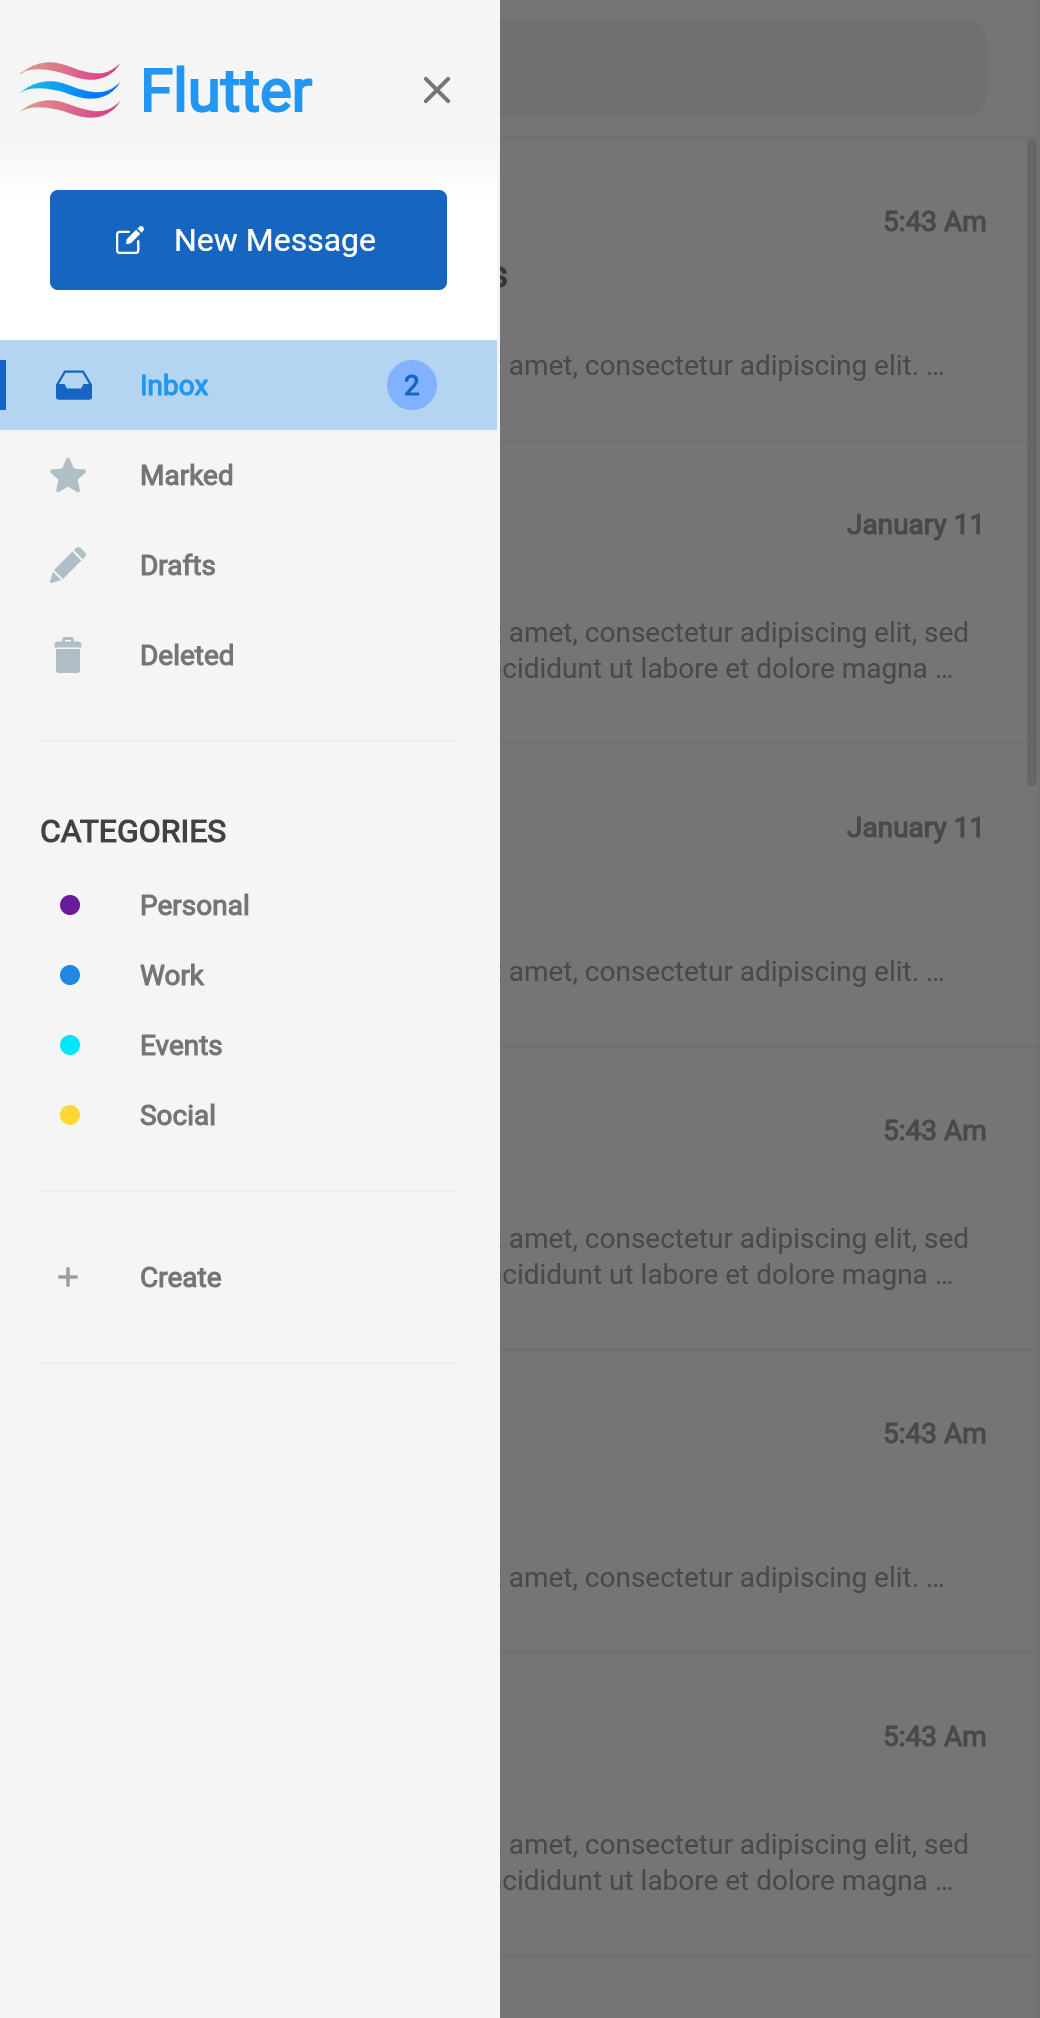 Flutter
New Message
Inbox 2
Marked
Drafts
Deleted
CATEGORIES
Personal
Work
Events
Social
Create
5:43 Am
amet, consectetur adipiscing elit. ...
January 11
amet, consectetur adipiscing elit, sed
cididunt ut labore et dolore magna ...
January 11
amet, consectetur adipiscing elit. ...
5:43 Am
amet, consectetur adipiscing elit, sed
cididunt ut labore et dolore magna ...
5:43 Am
amet, consectetur adipiscing elit. ...
5:43 Am
amet, consectetur adipiscing elit, sed
cididunt ut labore et dolore magna ...